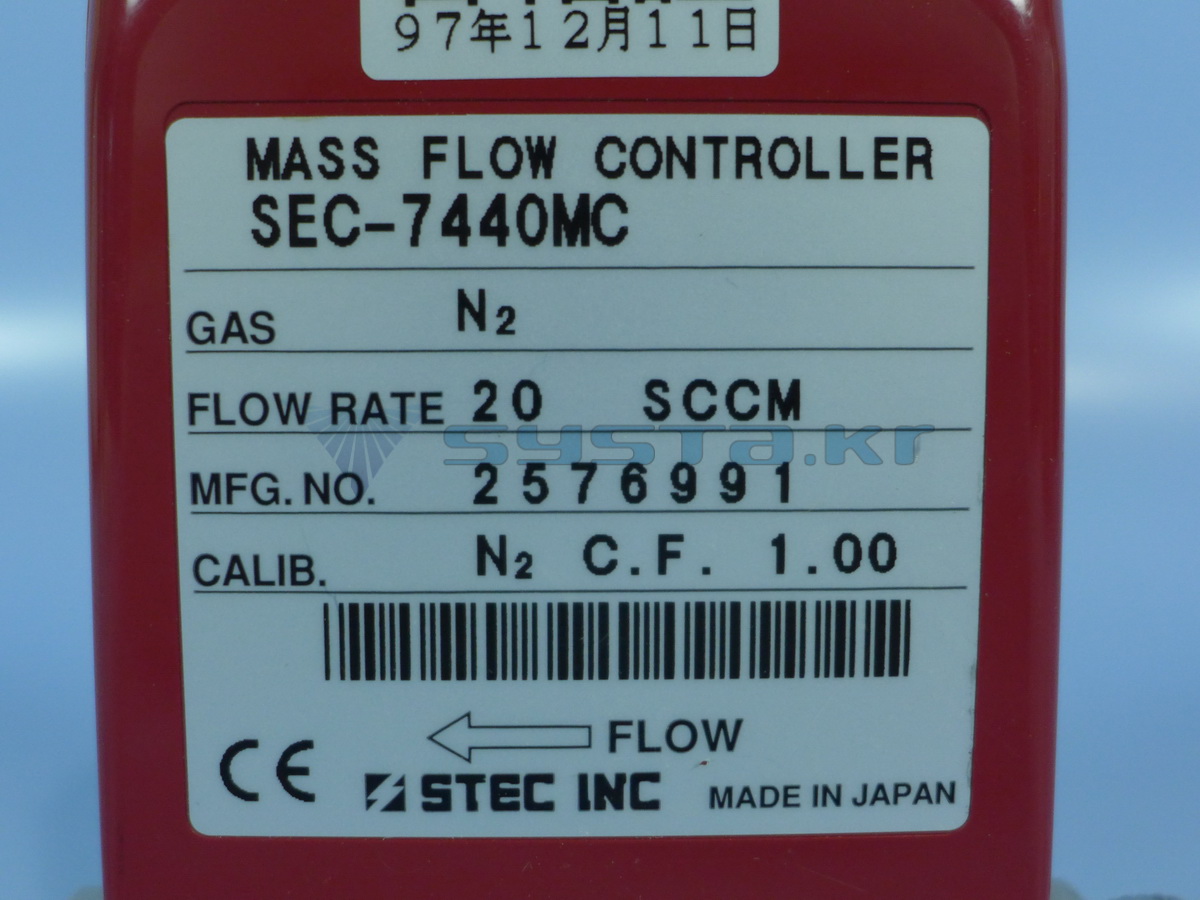 97年12月11日
MASS FLOW CONTROLLER
SEC-7440MC
GAS N₂
FLOW RATE 20 SCCM
systa.kr
MFG. NO. 2576991
CALIB. N₂ C.F. 1.00
FLOW
CE STEC INC MADE IN JAPAN